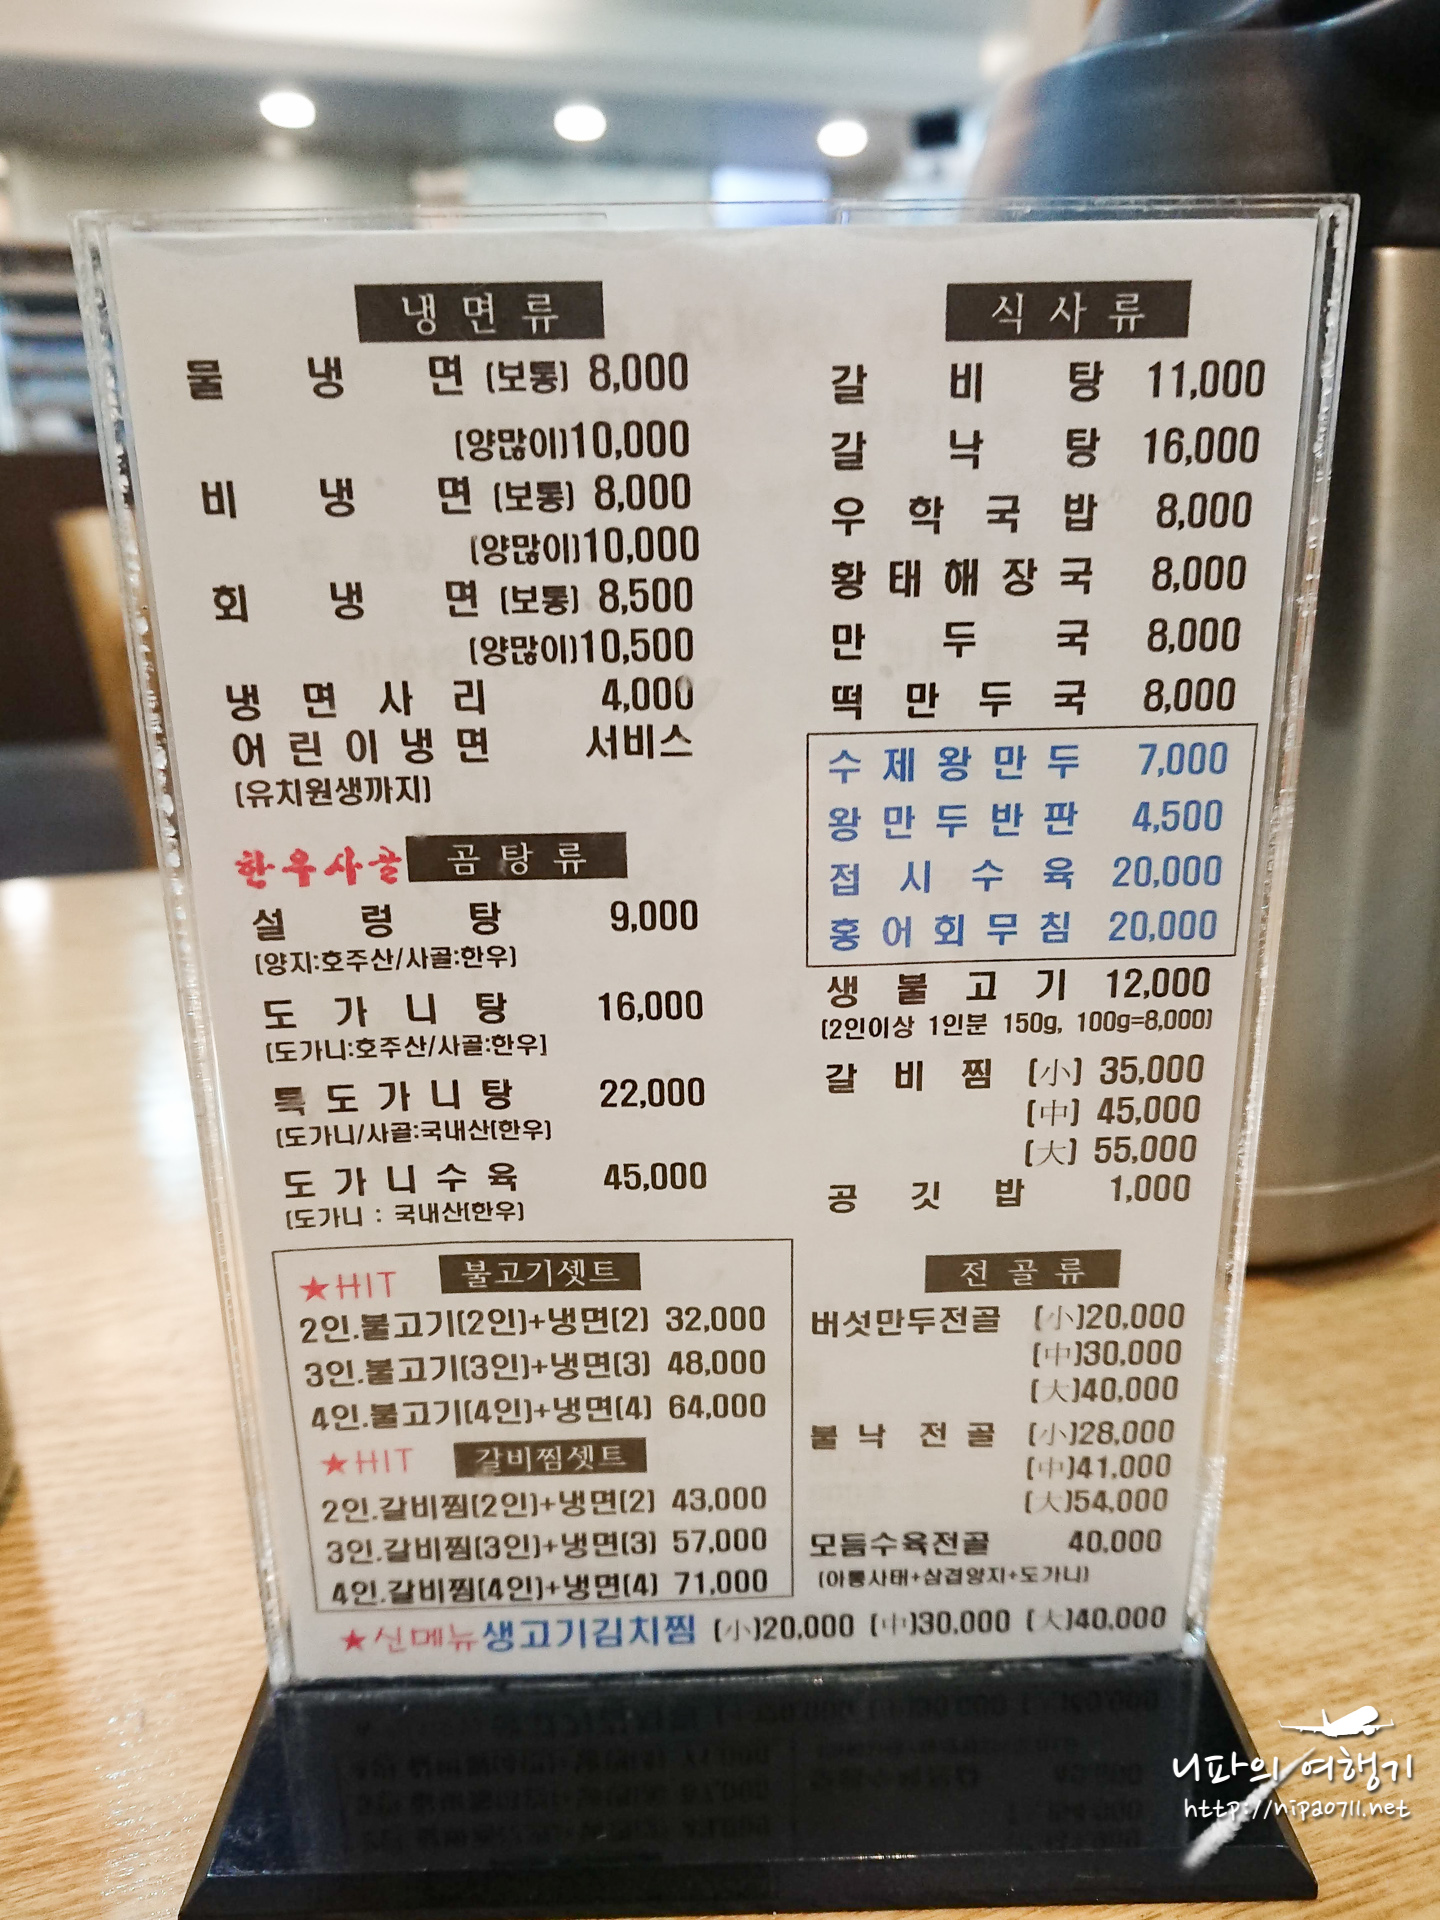 냉면류
물냉면 (보통) 8,000
(양많이)10,000
비냉면 (보통) 8,000
(양많이)10,000
회냉면 (보통) 8,500
(양많이)10,500
냉면사리 4,000
어린이냉면 서비스
(유치원생까지)
한우사골 곰탕류
설렁탕 9,000
(양지:호주산/사골:한우)
도가니탕 16,000
(도가니:호주산/사골:한우)
특도가니탕 22,000
(도가니/사골:국내산(한우)
도가니수육 45,000
(도가니 : 국내산(한우)
★HIT 불고기셋트
2인.불고기(2인)+냉면(2) 32,000
3인.불고기(3인)+냉면(3) 48,000
4인.불고기(4인)+냉면(4) 64,000
★HIT 갈비찜셋트
2인.갈비찜(2인)+냉면(2) 43,000
3인.갈비찜(3인)+냉면(3) 57,000
4인.갈비찜(4인)+냉면(4) 71,000
식사류
갈비탕 11,000
갈낙탕 16,000
우학국밥 8,000
황태해장국 8,000
만두국 8,000
떡만두국 8,000
수제왕만두 7,000
왕만두반판 4,500
접시수육 20,000
홍어회무침 20,000
생불고기 12,000
(2인이상 1인분 150g, 100g=8,000)
갈비찜 (小) 35,000
(中) 45,000
(大) 55,000
공깃밥 1,000
전골류
버섯만두전골 (小)20,000
(中)30,000
(大)40,000
불낙전골 (小)28,000
(中)41,000
(大)54,000
모듬수육전골 40,000
(아롱사태+삼겹양지+도가니)
★신메뉴 생고기김치찜 (小)20,000 (中)30,000 (大)40,000
니파의 여행기
http://nipa0711.net